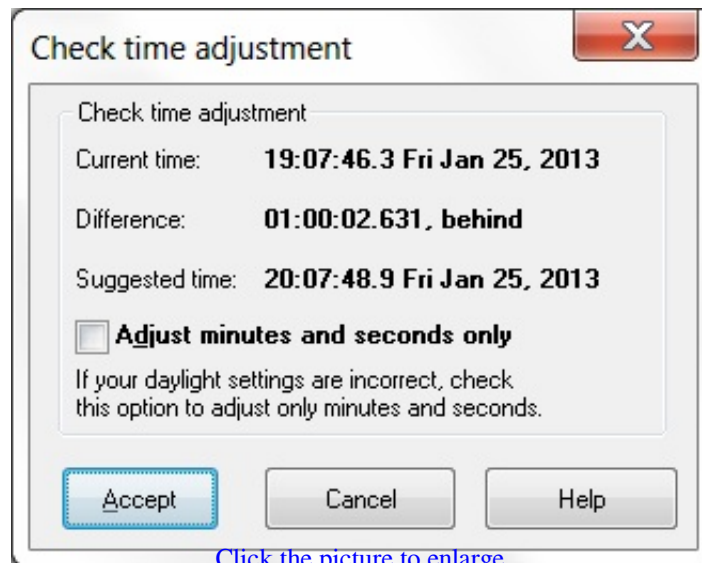 Check time adjustment
Check time adjustment
Current time: 19:07:46.3 Fri Jan 25, 2013
Difference: 01:00:02.631, behind
Suggested time: 20:07:48.9 Fri Jan 25, 2013
Adjust minutes and seconds only
If your daylight settings are incorrect, check
this option to adjust only minutes and seconds.
Accept Cancel Help
Click the picture to enlarge